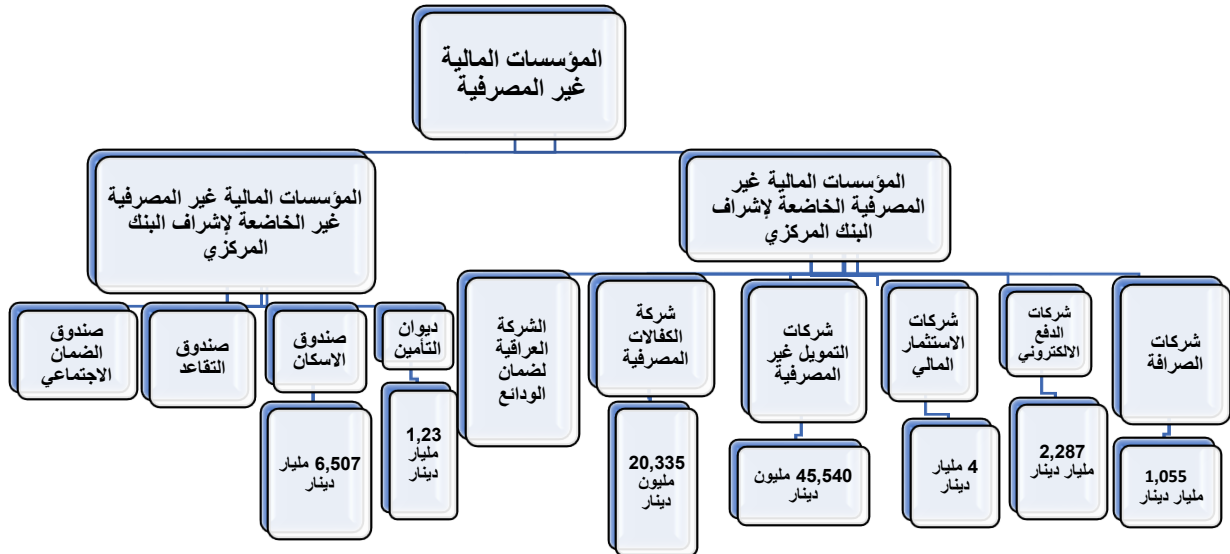 المؤسسات المالية
غير المصرفية
المؤسسات المالية غير
المصرفية الخاضعة لإشراف
البنك المركزي
المؤسسات المالية غير المصرفية
غير الخاضعة لإشراف البنك
المركزي
شركات
الصرافة
1,055
مليار دينار
شركات
الدفع
الالكتروني
2,287
مليار دينار
شركات
الاستثمار
المالي
4 مليار
دينار
شركات
التمويل غير
المصرفية
45,540 مليون
دينار
شركة
الكفالات
المصرفية
20,335
مليون
دينار
الشركة
العراقية
لضمان
الودائع
ديوان
التأمين
1,23
مليار
دينار
صندوق
الاسكان
6,507 مليار
دينار
صندوق
التقاعد
صندوق
الضمان
الاجتماعي